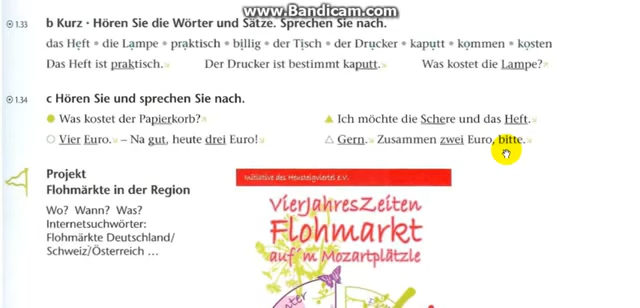 www.Bandicam.com
1.33 b Kurz · Hören Sie die Wörter und Sätze. Sprechen Sie nach.
das Heft • die Lampe • praktisch • billig • der Tisch • der Drucker • kaputt • kommen • kosten
Das Heft ist praktisch. Der Drucker ist bestimmt kaputt. Was kostet die Lampe?
1.34 c Hören Sie und sprechen Sie nach.
Was kostet der Papierkorb? Ich möchte die Schere und das Heft.
Vier Euro. – Na gut, heute drei Euro! Gern. Zusammen zwei Euro, bitte.
Projekt
Flohmärkte in der Region
Wo? Wann? Was?
Internetsuchwörter:
Flohmärkte Deutschland/
Schweiz/Österreich ...
Initiative des Heusteigviertel e.V.
VierJahresZeiten
Flohmarkt
auf'm Mozartplätzle